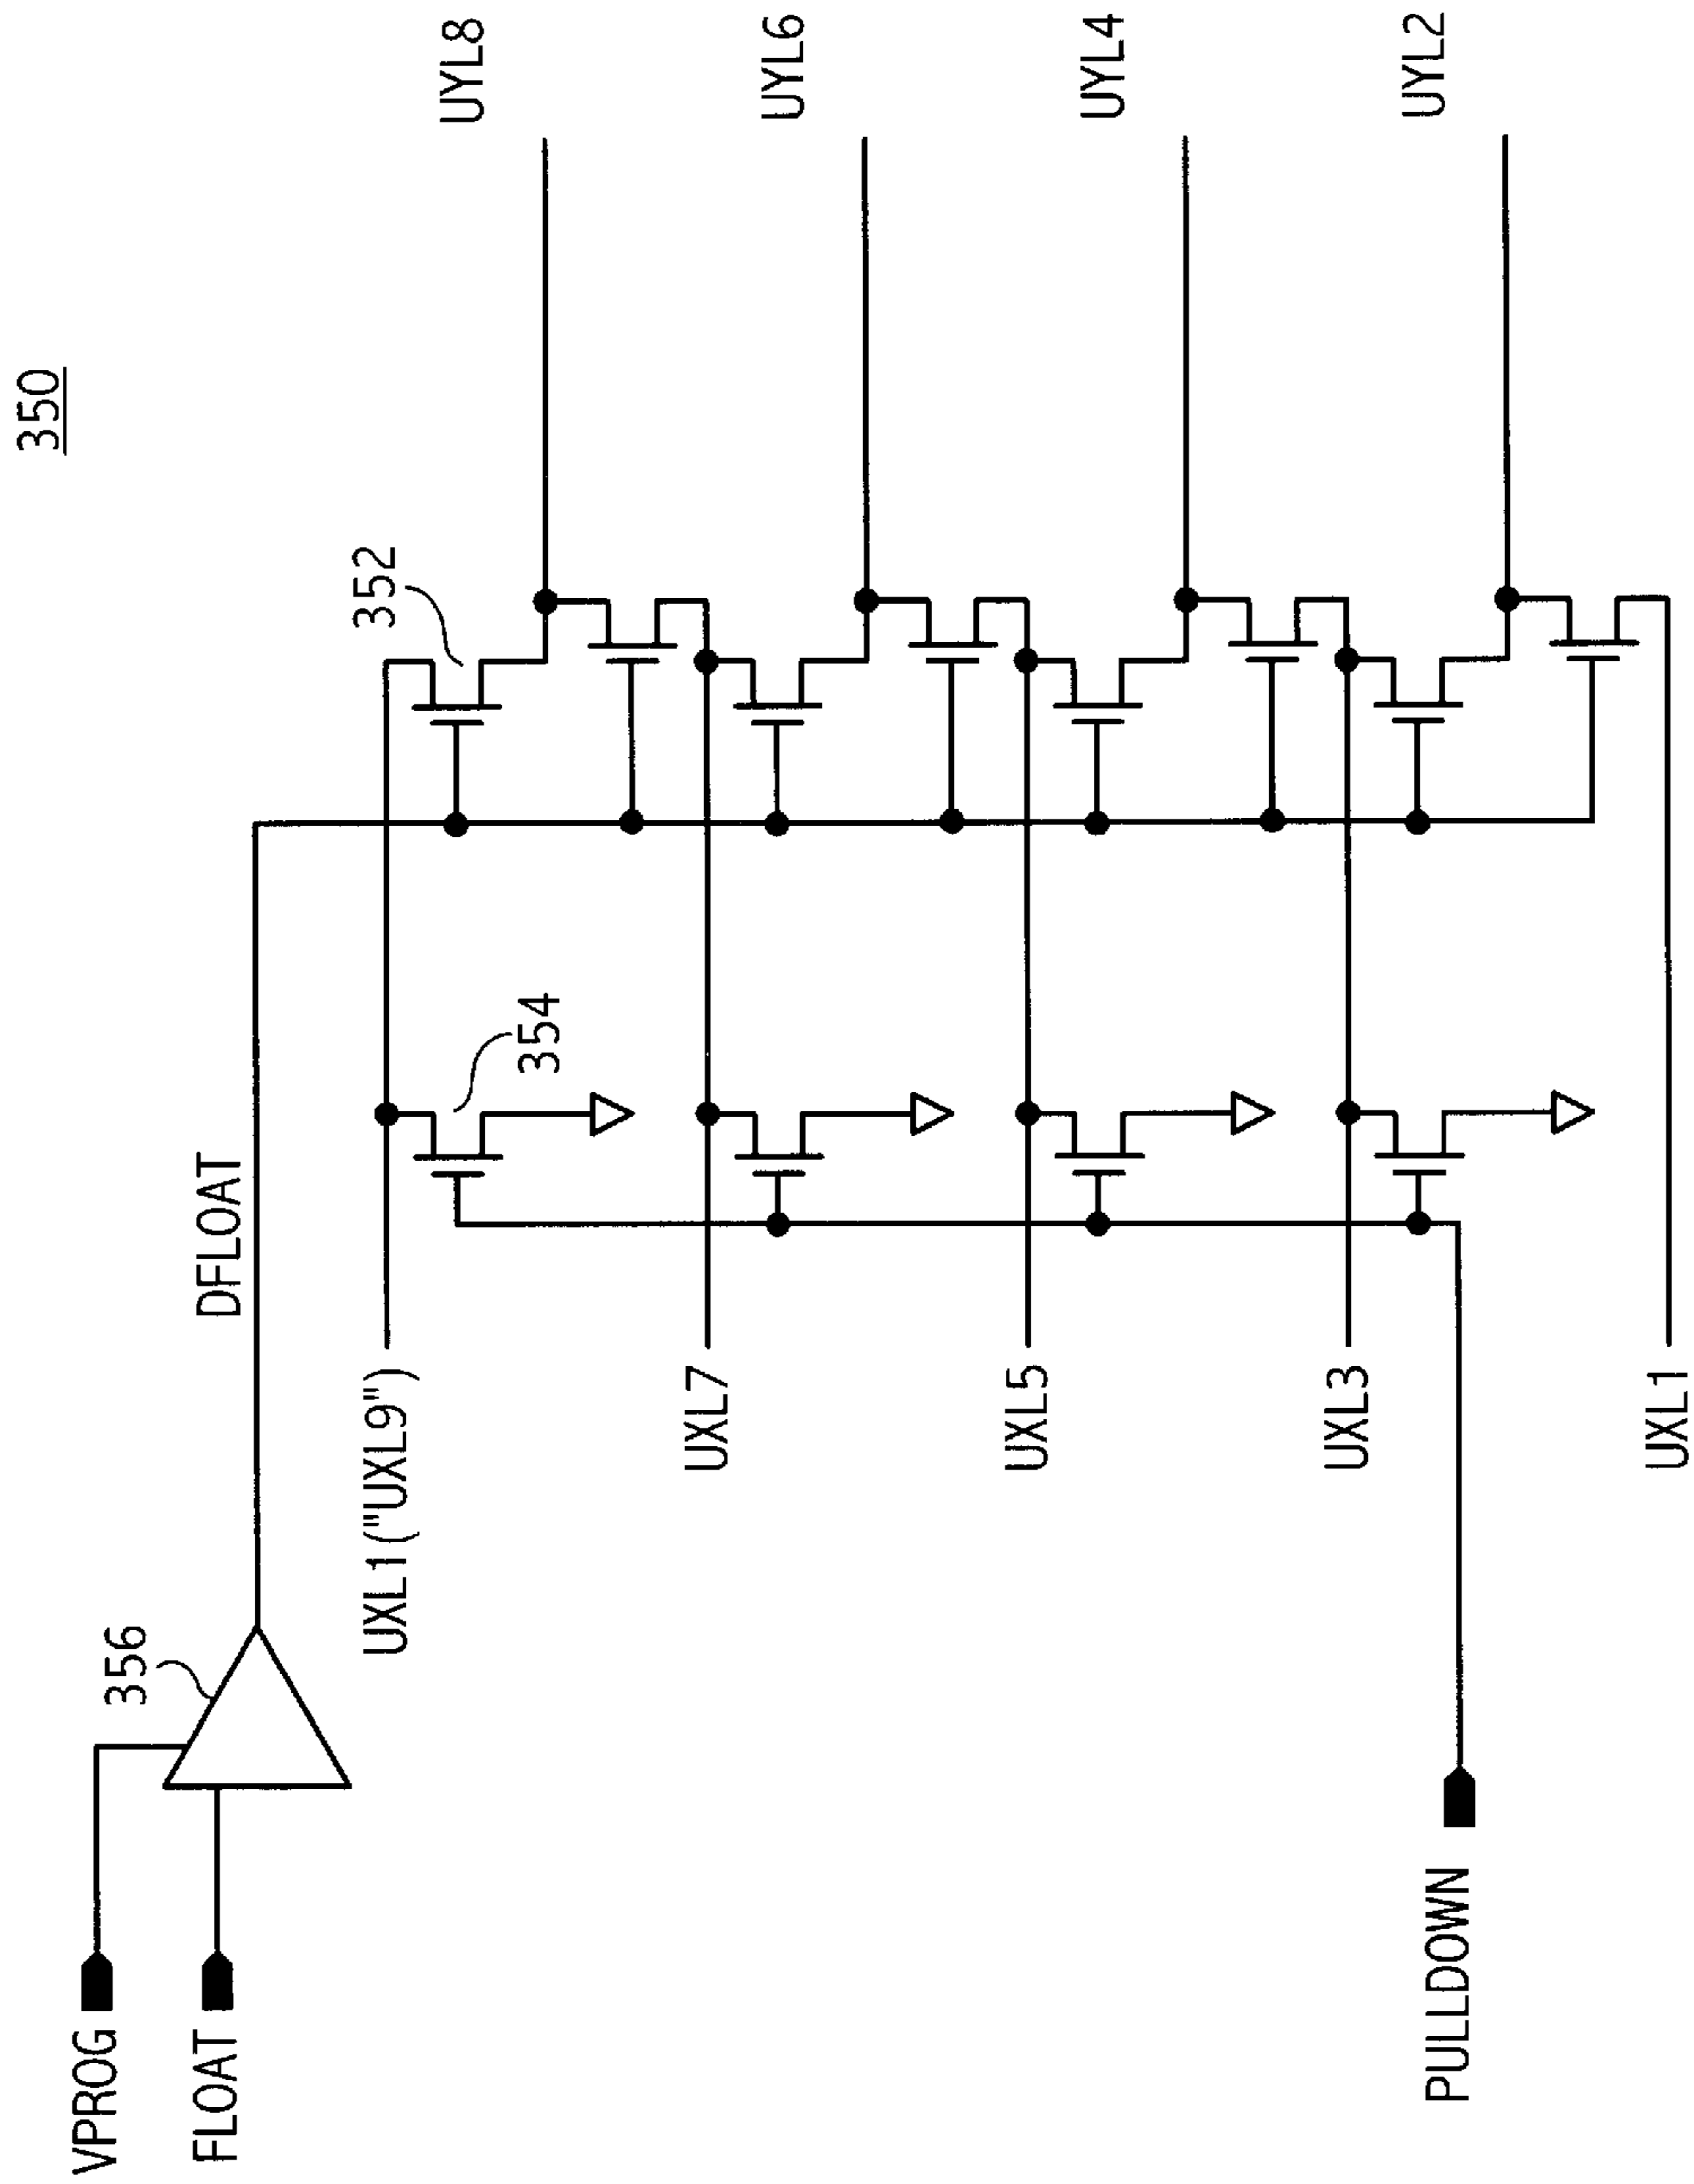 350
VPROG
356
FLOAT
DFLOAT
UXL1("UXL9")
354
352
UYL8
UXL7
UYL6
UXL5
UYL4
UXL3
UYL2
PULLDOWN
UXL1